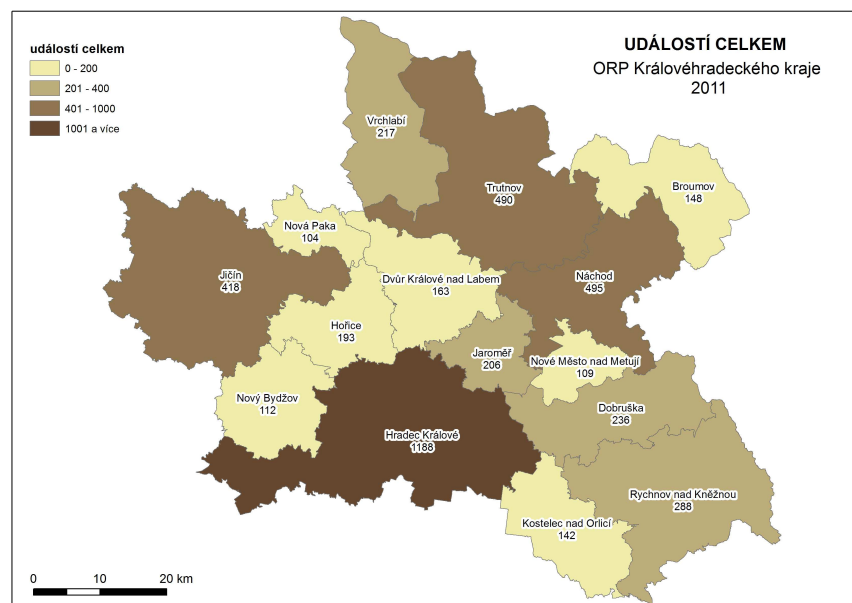 UDÁLOSTÍ CELKEM
ORP Královéhradeckého kraje
2011
událostí celkem
0 - 200
201 - 400
401 - 1000
1001 a více
Vrchlabí
217
Trutnov
490
Broumov
148
Nová Paka
104
Jičín
418
Dvůr Králové nad Labem
163
Náchod
495
Hořice
193
Jaroměř
206
Nové Město nad Metují
109
Nový Bydžov
112
Dobruška
236
Hradec Králové
1188
Rychnov nad Kněžnou
288
Kostelec nad Orlicí
142
0 10 20 km